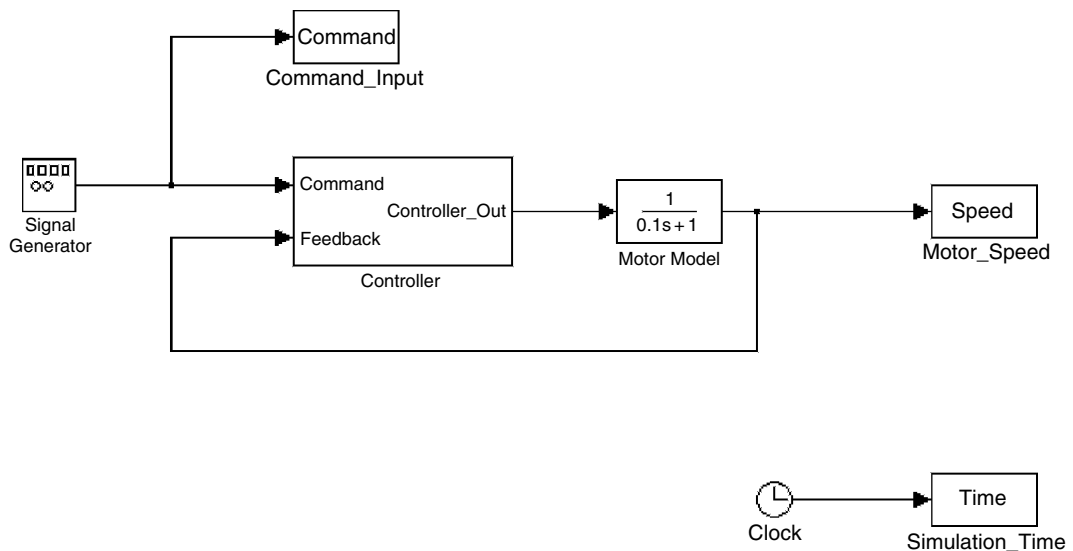 Command
Command_Input
Signal
Generator
Command
Controller_Out
Feedback
Controller
1
0.1s + 1
Motor Model
Speed
Motor_Speed
Clock
Time
Simulation_Time